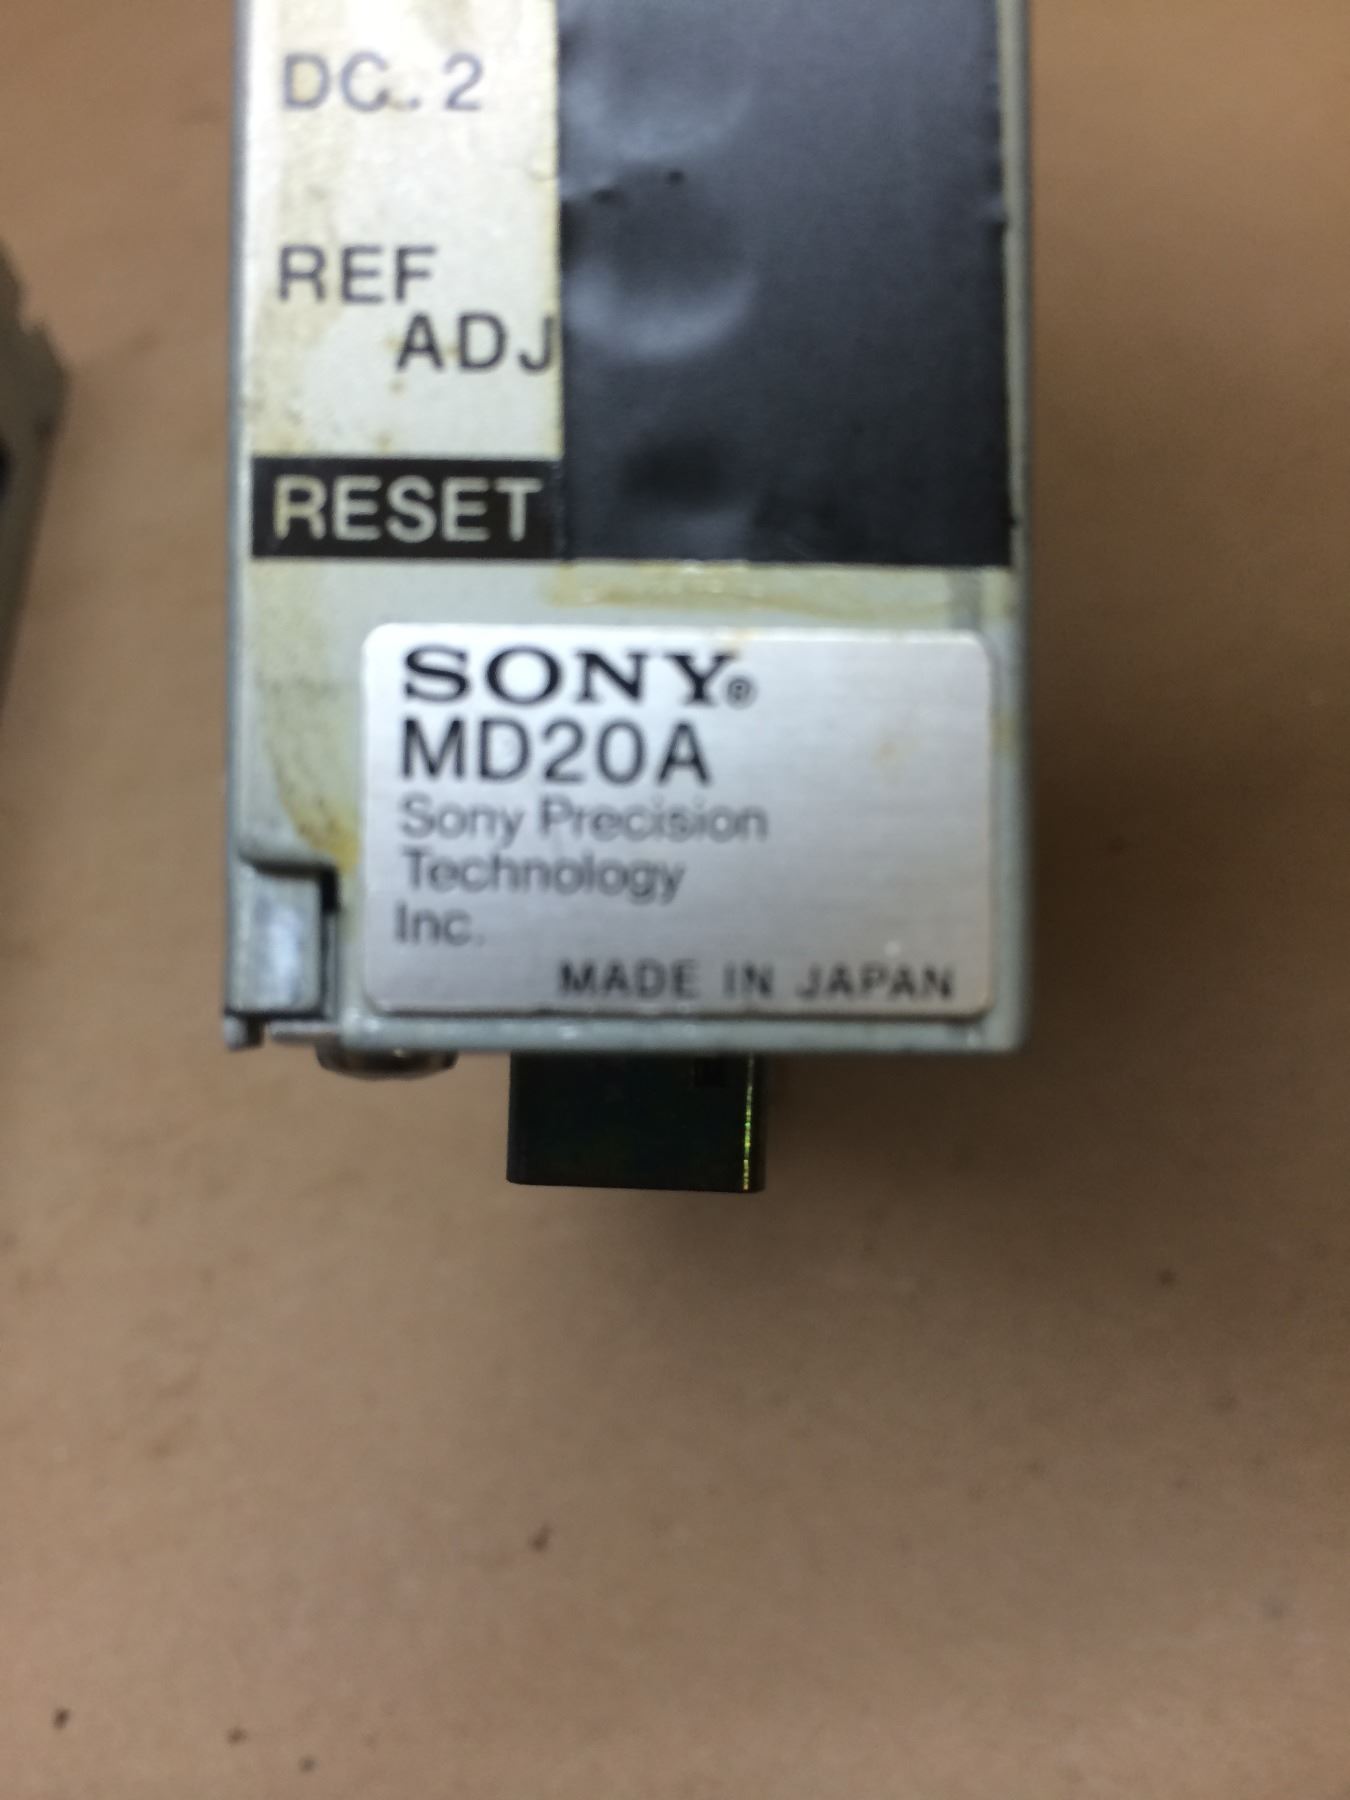 DC.2
REF
ADJ
RESET
SONY®
MD20A
Sony Precision
Technology
Inc.
MADE IN JAPAN